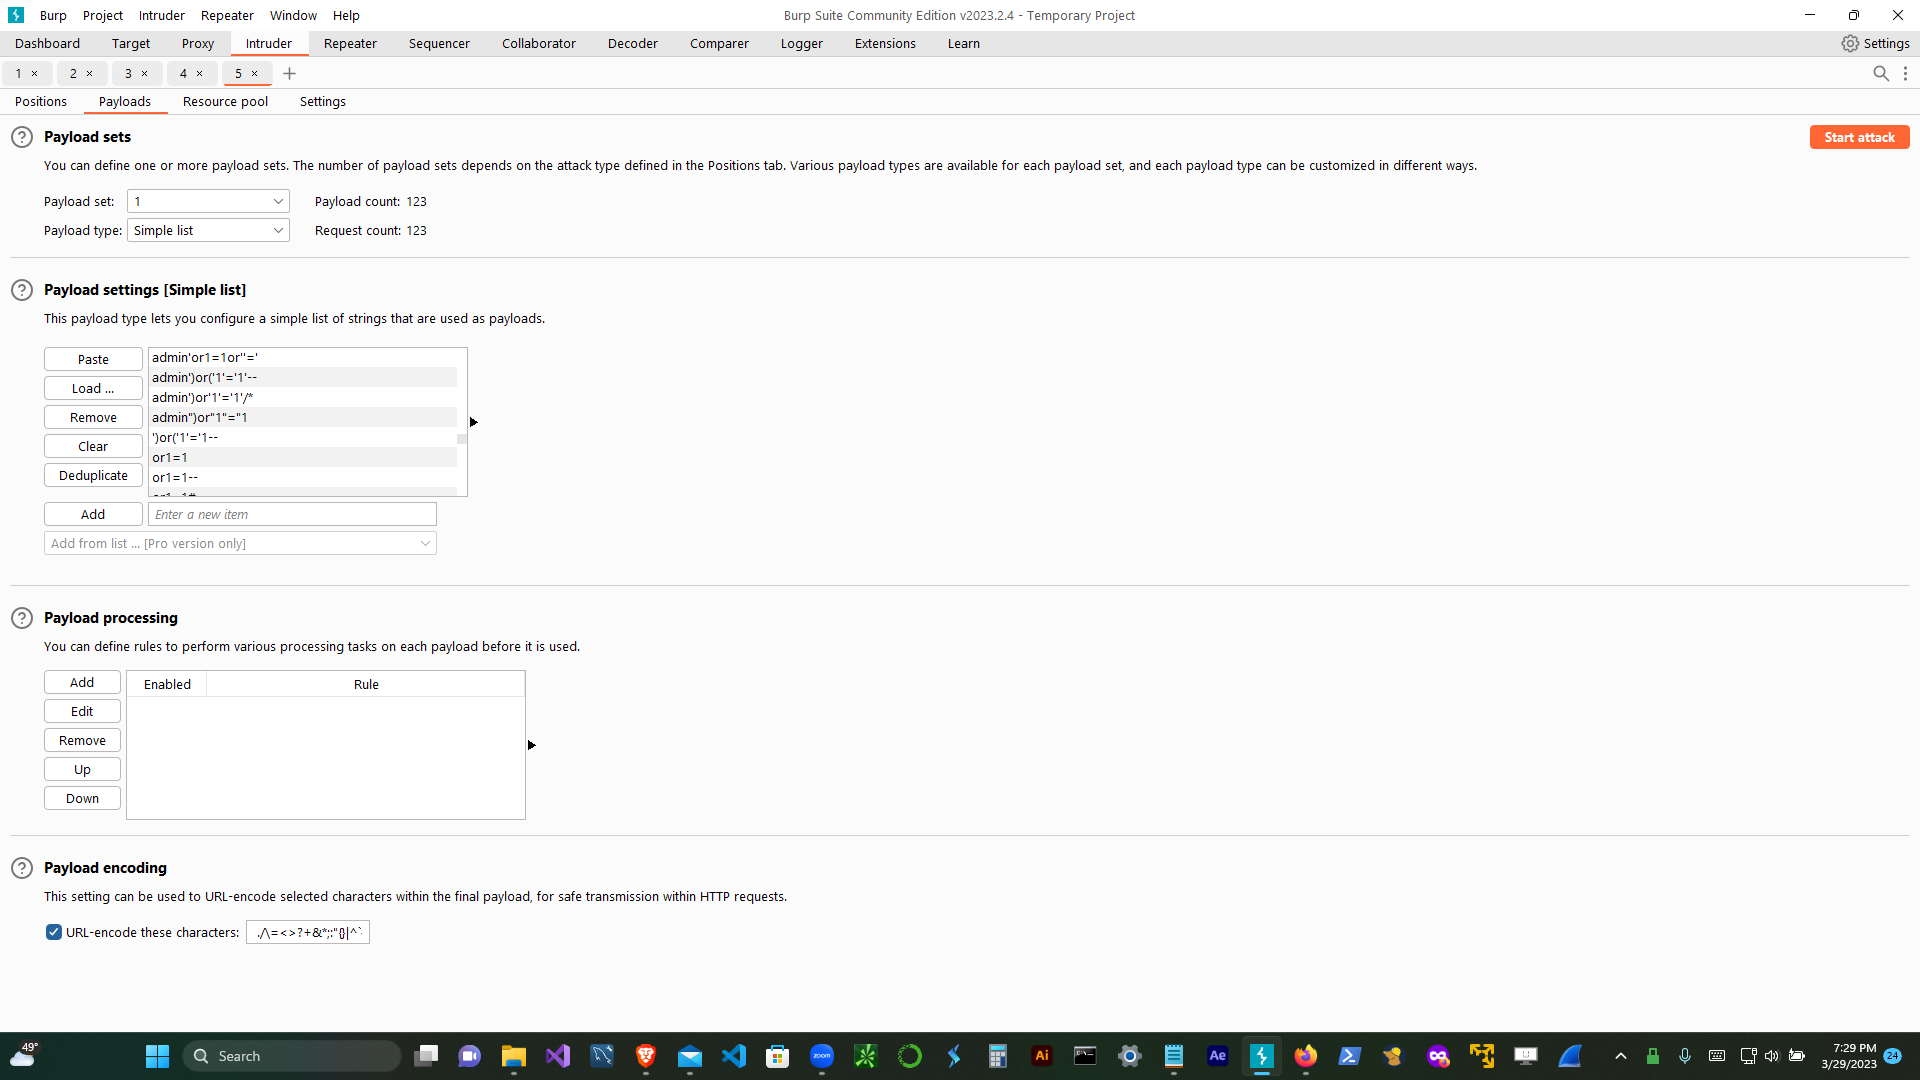 Burp Project Intruder Repeater Window Help
Burp Suite Community Edition v2023.2.4 - Temporary Project
Dashboard Target Proxy Intruder Repeater Sequencer Collaborator Decoder Comparer Logger Extensions Learn Settings
1 × 2 × 3 × 4 × 5 ×
Positions Payloads Resource pool Settings
Payload sets
Start attack
You can define one or more payload sets. The number of payload sets depends on the attack type defined in the Positions tab. Various payload types are available for each payload set, and each payload type can be customized in different ways.
Payload set: 1 Payload count: 123
Payload type: Simple list Request count: 123
Payload settings [Simple list]
This payload type lets you configure a simple list of strings that are used as payloads.
Paste
Load ...
Remove
Clear
Deduplicate
admin'or1=1or''='
admin')or('1'='1'--
admin')or'1'='1'/*
admin")or"1"="1
')or('1'='1--
or1=1
or1=1--
Add Enter a new item
Add from list ... [Pro version only]
Payload processing
You can define rules to perform various processing tasks on each payload before it is used.
Add
Edit
Remove
Up
Down
Enabled Rule
Payload encoding
This setting can be used to URL-encode selected characters within the final payload, for safe transmission within HTTP requests.
URL-encode these characters: ./\=<>?+&*;:"{}|^`
49°
Search
zoom
Ai
Ae
7:29 PM
3/29/2023
24